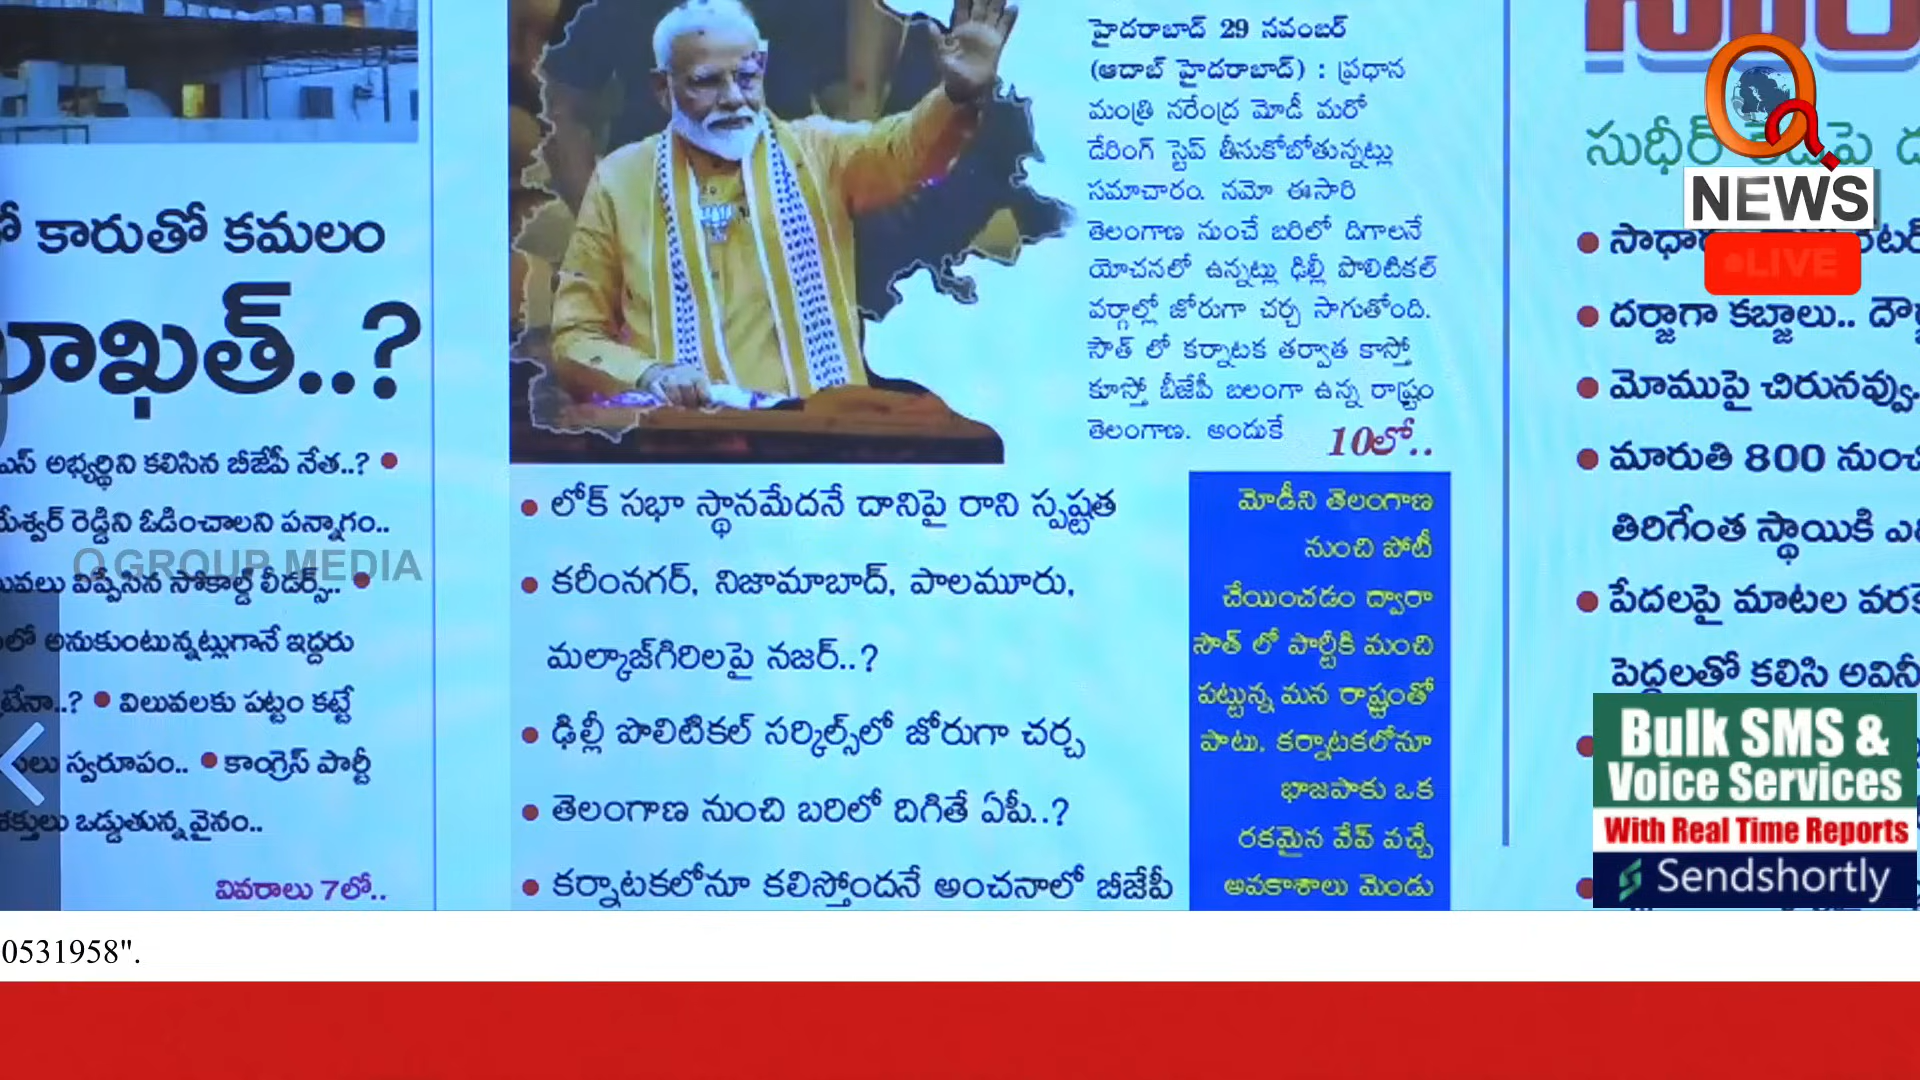 కారుతో కమలం
..?
అభ్యర్థిని కలిసిన బీజేపీ నేత..? ●
రెడ్డిని ఓడించాలని పన్నాగం..
విప్పేసిన సోకాల్డ్ లీడర్స్.. ●
అనుకుంటున్నట్లుగానే ఇద్దరు
● విలువలకు పట్టం కట్టే
స్వరూపం.. ● కాంగ్రెస్ పార్టీ
ఒడ్డుతున్న వైనం..
వివరాలు 7లో..
Q GROUP MEDIA
హైదరాబాద్ 29 నవంబర్
(ఆదాబ్ హైదరాబాద్) : ప్రధాన
మంత్రి నరేంద్ర మోడీ మరో
డేరింగ్ స్టెప్ తీసుకోబోతున్నట్లు
సమాచారం. నమో ఈసారి
తెలంగాణ నుంచే బరిలో దిగాలనే
యోచనలో ఉన్నట్లు ఢిల్లీ పొలిటికల్
వర్గాల్లో జోరుగా చర్చ సాగుతోంది.
సౌత్ లో కర్నాటక తర్వాత కాస్తో
కూస్తో బీజేపీ బలంగా ఉన్న రాష్ట్రం
తెలంగాణ. అందుకే
10లో..
● లోక్ సభా స్థానమేదనే దానిపై రాని స్పష్టత
● కరీంనగర్, నిజామాబాద్, పాలమూరు,
మల్కాజ్‌గిరిలపై నజర్..?
● ఢిల్లీ పొలిటికల్ సర్కిల్స్‌లో జోరుగా చర్చ
● తెలంగాణ నుంచి బరిలో దిగితే ఏపీ..?
● కర్నాటకలోనూ కలిస్తోందనే అంచనాలో బీజేపీ
మోడీని తెలంగాణ
నుంచి పోటీ
చేయించడం ద్వారా
సౌత్ లో పార్టీకి మంచి
పట్టున్న మన రాష్ట్రంతో
పాటు, కర్నాటకలోనూ
భాజపాకు ఒక
రకమైన వేవ్ వచ్చే
అవకాశాలు మెండు
సుధీర్
● దర్జాగా కబ్జాలు..
● మోముపై చిరునవ్వు..
● మారుతి 800 నుంచి
తిరిగేంత స్థాయికి
● పేదలపై మాటల
పెద్దలతో కలిసి
Q
NEWS
LIVE
Bulk SMS &
Voice Services
With Real Time Reports
Sendshortly
0531958".